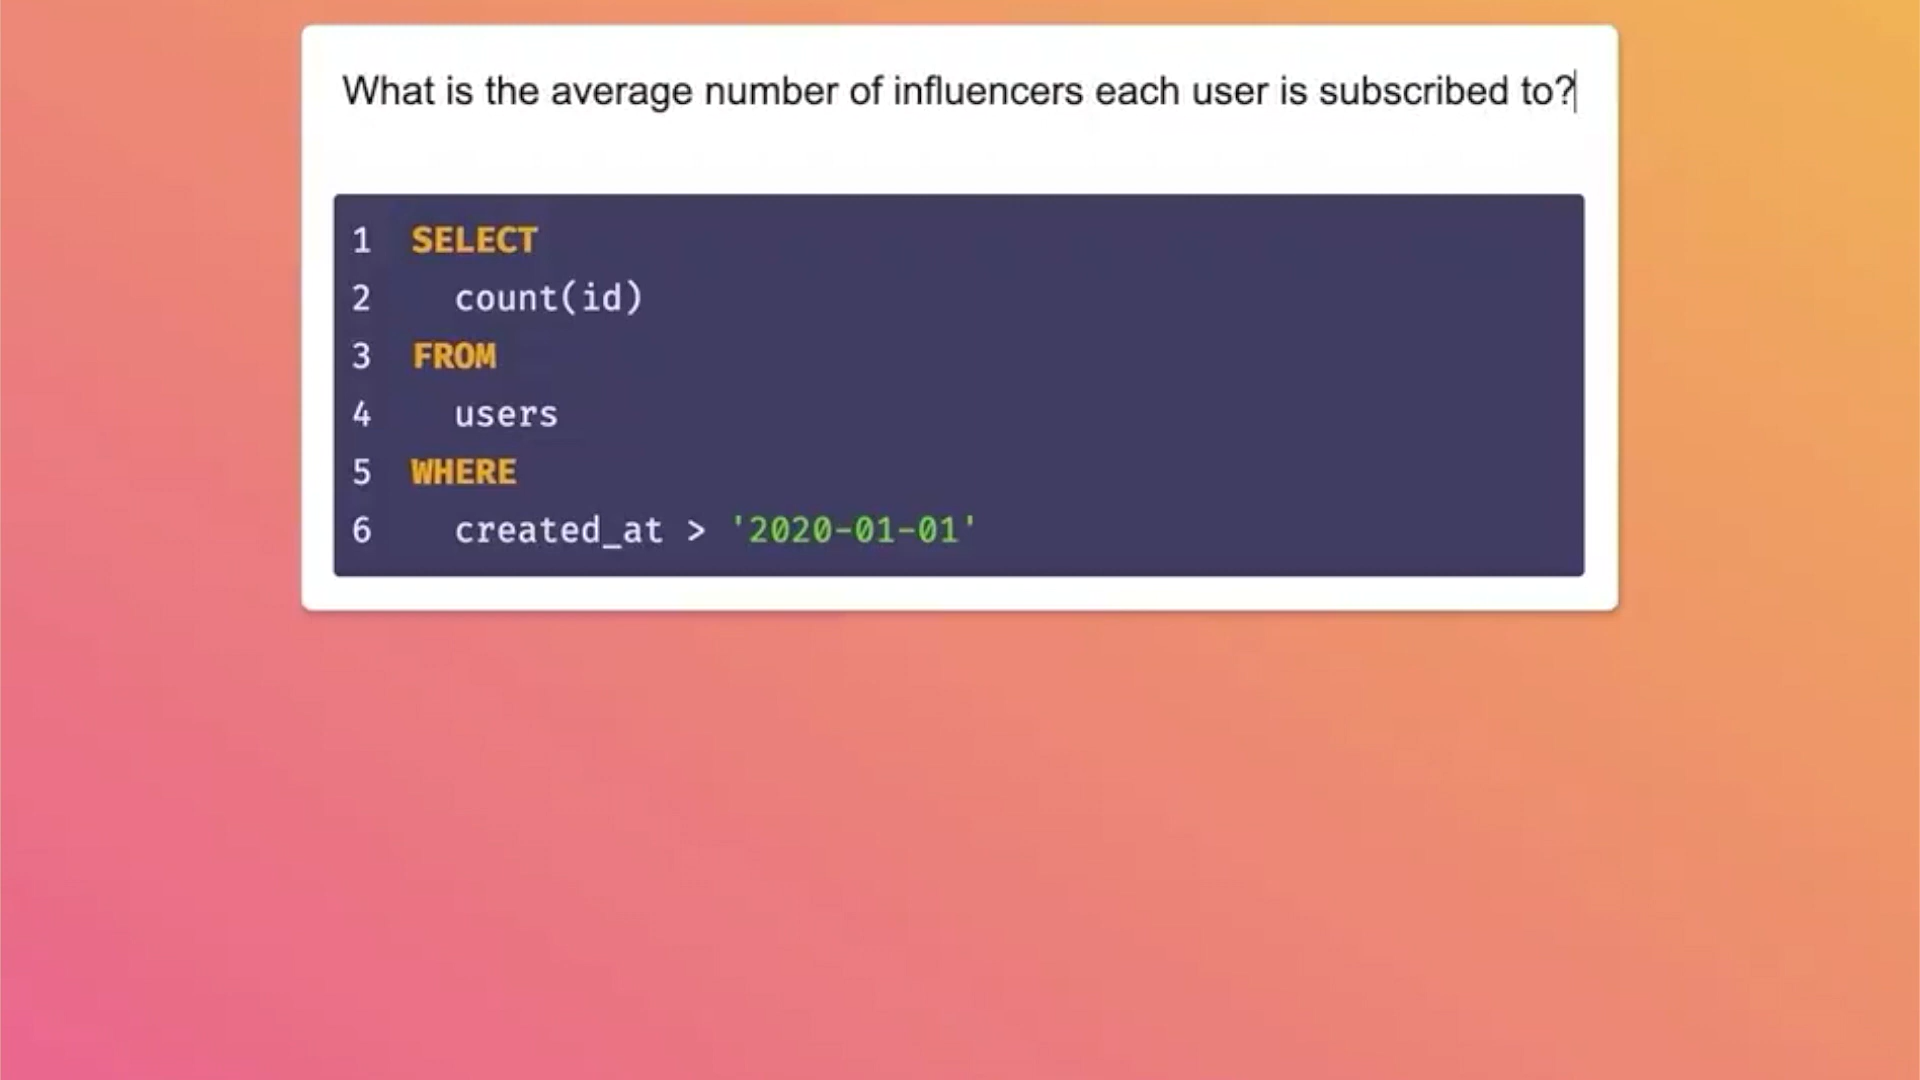 What is the average number of influencers each user is subscribed to?
1 SELECT
2 count(id)
3 FROM
4 users
5 WHERE
6 created_at > '2020-01-01'